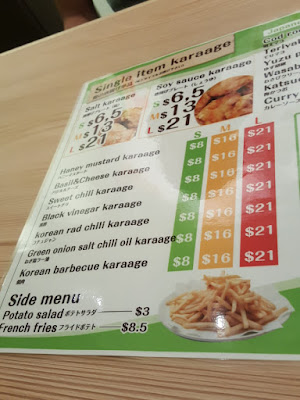 Single item karaage
Salt karaage
S $6.5
M $13
L $21
Soy sauce karaage
S $6.5
M $13
L $21
S M L
Honey mustard karaage $8 $16 $21
Basil&Cheese karaage $8 $16 $21
Sweet chili karaage $8 $16 $21
Black vinegar karaage $8 $16 $21
korean rad chili karaage $8 $16 $21
Green onion salt chili oil karaage $8 $16 $21
Korean barbecue karaage $8 $16 $21
Side menu
Potato salad ポテトサラダ $3
French fries フライドポテト $8.5
Japane
Teriya
Yuzu p
Wasab
Katsu
Curry